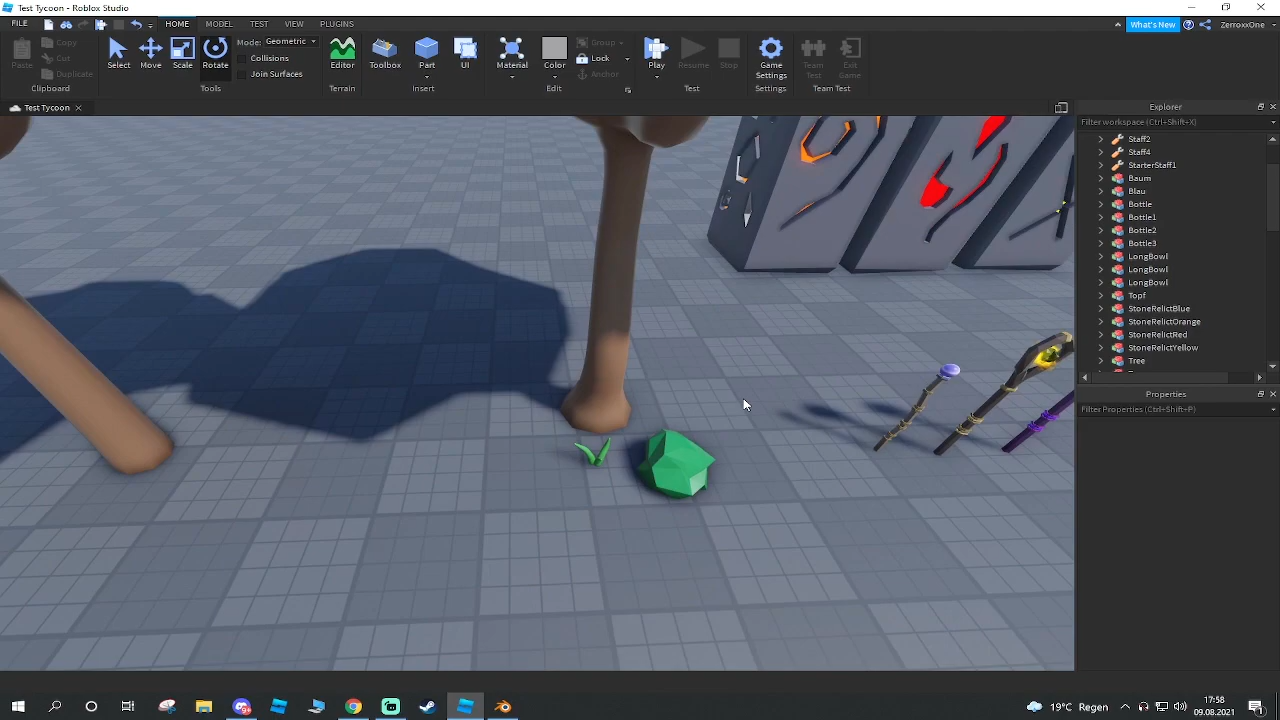 Test Tycoon - Roblox Studio
FILE HOME MODEL TEST VIEW PLUGINS What's New ZeroxxOne
Paste Copy Cut Duplicate
Clipboard
Select Move Scale Rotate
Mode: Geometric
Collisions
Join Surfaces
Tools
Editor
Terrain
Toolbox Part UI
Insert
Material Color
Group
Lock
Anchor
Edit
Play Resume Stop
Test
Game Settings
Settings
Team Test Exit Game
Team Test
Test Tycoon
Explorer
Filter workspace (Ctrl+Shift+X)
Staff2
Staff4
StarterStaff1
Baum
Blau
Bottle
Bottle1
Bottle2
Bottle3
LongBowl
LongBowl
LongBowl
Topf
StoneRelictBlue
StoneRelictOrange
StoneRelictRed
StoneRelictYellow
Tree
Properties
Filter Properties (Ctrl+Shift+P)
19°C Regen
17:58
09.08.2021